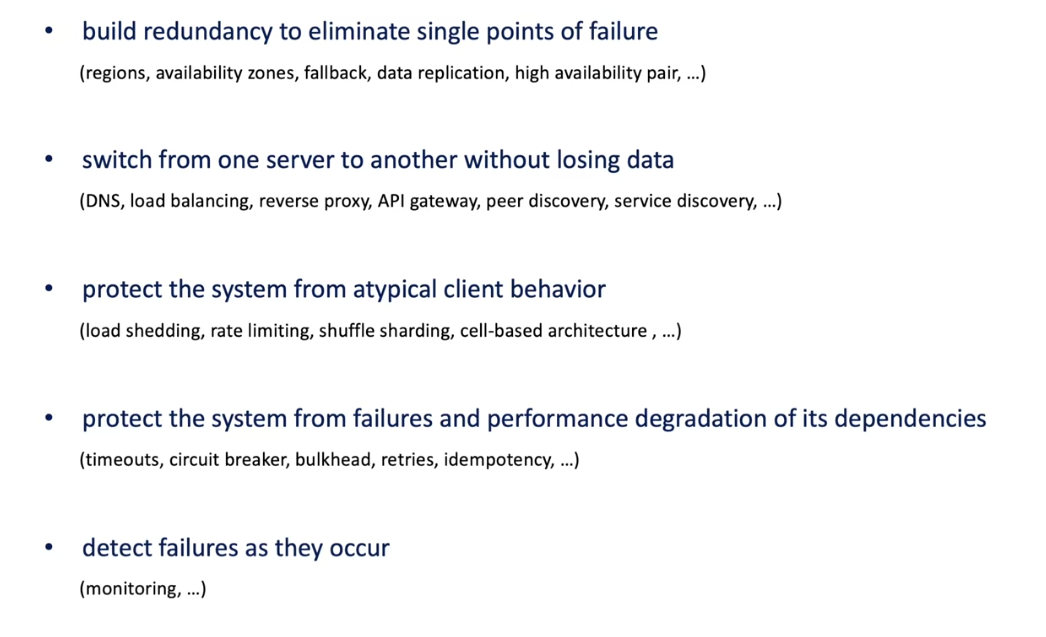 • build redundancy to eliminate single points of failure
(regions, availability zones, fallback, data replication, high availability pair, ...)
• switch from one server to another without losing data
(DNS, load balancing, reverse proxy, API gateway, peer discovery, service discovery, ...)
• protect the system from atypical client behavior
(load shedding, rate limiting, shuffle sharding, cell-based architecture , ...)
• protect the system from failures and performance degradation of its dependencies
(timeouts, circuit breaker, bulkhead, retries, idempotency, ...)
• detect failures as they occur
(monitoring, ...)